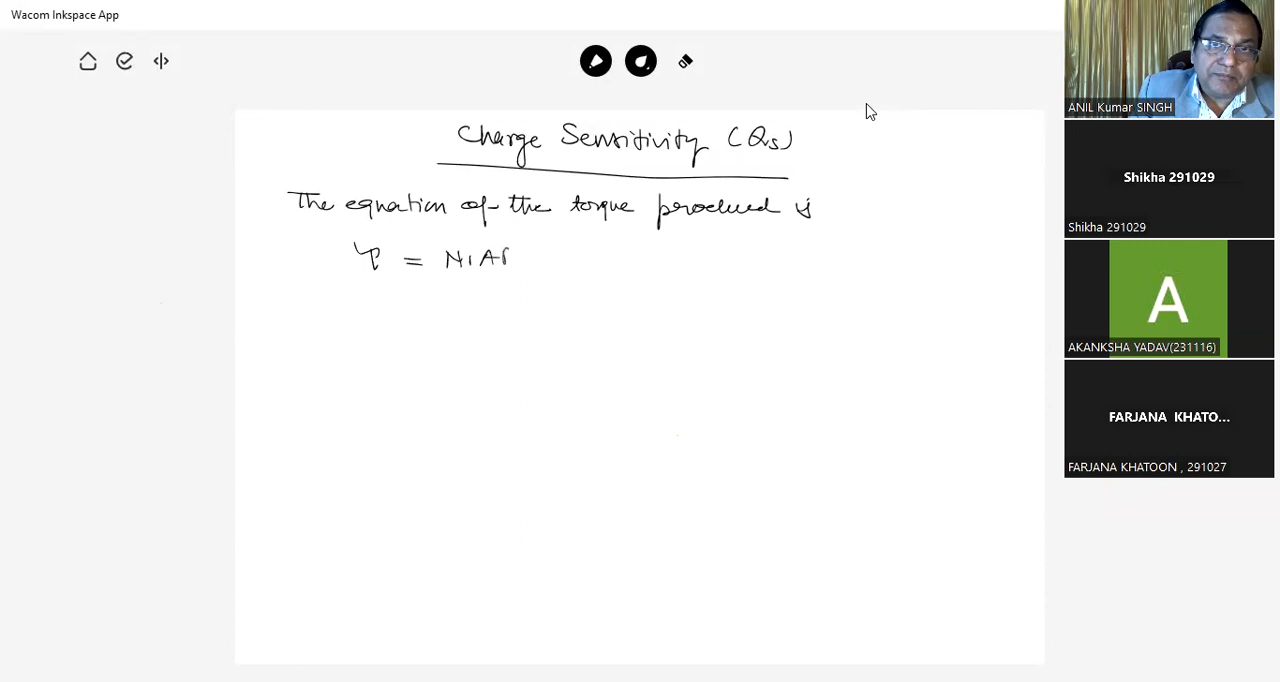 Wacom Inkspace App
Charge Sensitivity (Qs)
The equation of the torque produced is
τ = NIA
ANIL Kumar SINGH
Shikha 291029
Shikha 291029
A
AKANKSHA YADAV(231116)
FARJANA KHATO...
FARJANA KHATOON , 291027